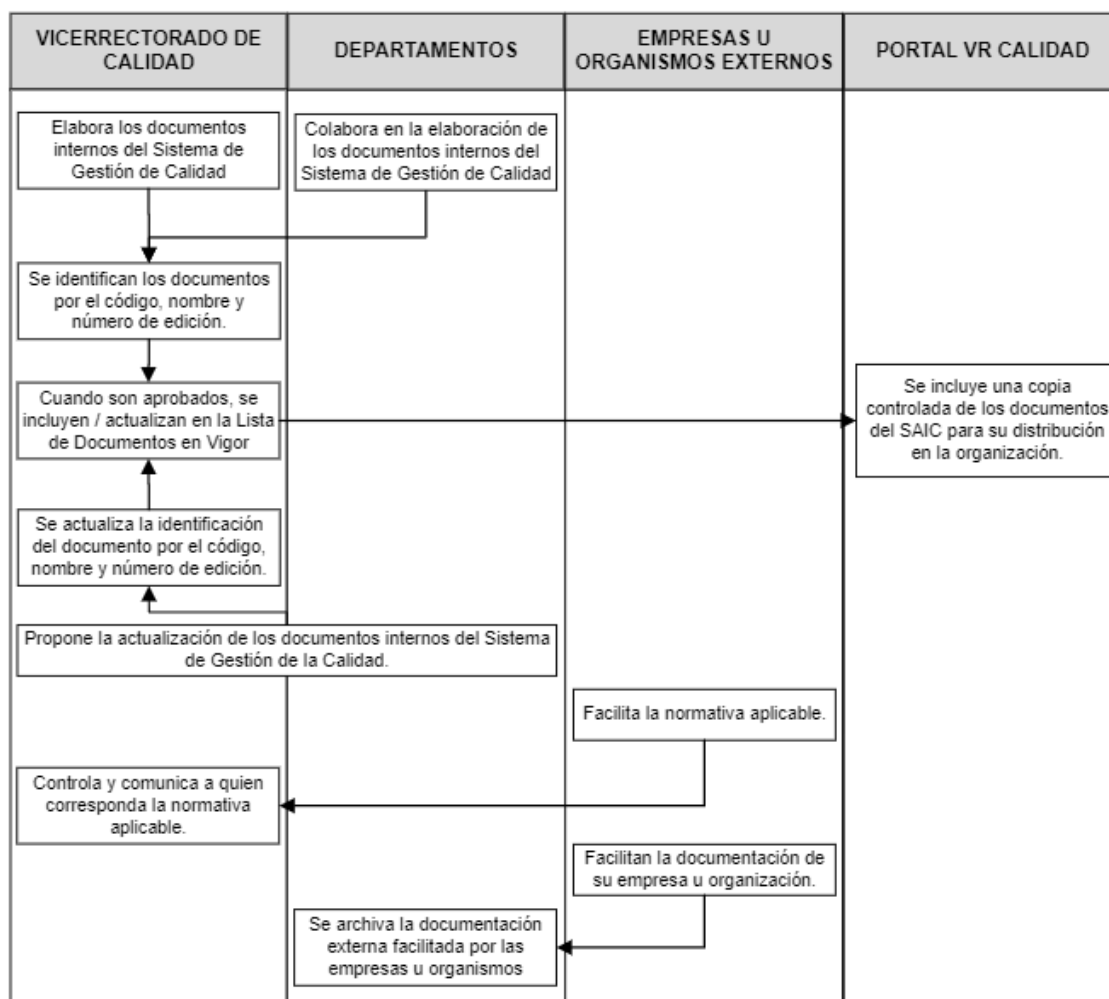 VICERRECTORADO DE
CALIDAD
DEPARTAMENTOS
EMPRESAS U
ORGANISMOS EXTERNOS
PORTAL VR CALIDAD
Elabora los documentos
internos del Sistema de
Gestión de Calidad
Colabora en la elaboración de
los documentos internos del
Sistema de Gestión de Calidad
Se identifican los documentos
por el código, nombre y
número de edición.
Cuando son aprobados, se
incluyen / actualizan en la Lista
de Documentos en Vigor
Se incluye una copia
controlada de los documentos
del SAIC para su distribución
en la organización.
Se actualiza la identificación
del documento por el código,
nombre y número de edición.
Propone la actualización de los documentos internos del Sistema
de Gestión de la Calidad.
Facilita la normativa aplicable.
Controla y comunica a quien
corresponda la normativa
aplicable.
Facilitan la documentación de
su empresa u organización.
Se archiva la documentación
externa facilitada por las
empresas u organismos